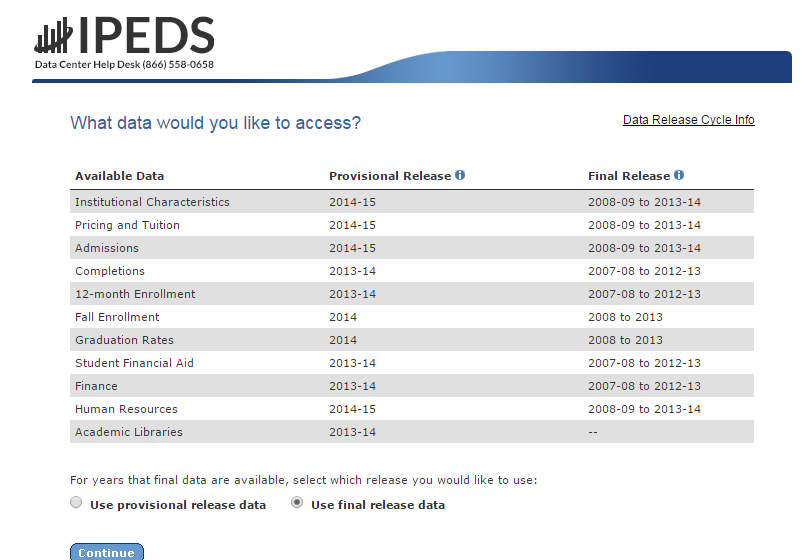 IPEDS
Data Center Help Desk (866) 558-0658
What data would you like to access?
Data Release Cycle Info
Available Data Provisional Release Final Release
Institutional Characteristics 2014-15 2008-09 to 2013-14
Pricing and Tuition 2014-15 2008-09 to 2013-14
Admissions 2014-15 2008-09 to 2013-14
Completions 2013-14 2007-08 to 2012-13
12-month Enrollment 2013-14 2007-08 to 2012-13
Fall Enrollment 2014 2008 to 2013
Graduation Rates 2014 2008 to 2013
Student Financial Aid 2013-14 2007-08 to 2012-13
Finance 2013-14 2007-08 to 2012-13
Human Resources 2014-15 2008-09 to 2013-14
Academic Libraries 2013-14 --
For years that final data are available, select which release you would like to use:
Use provisional release data Use final release data
Continue